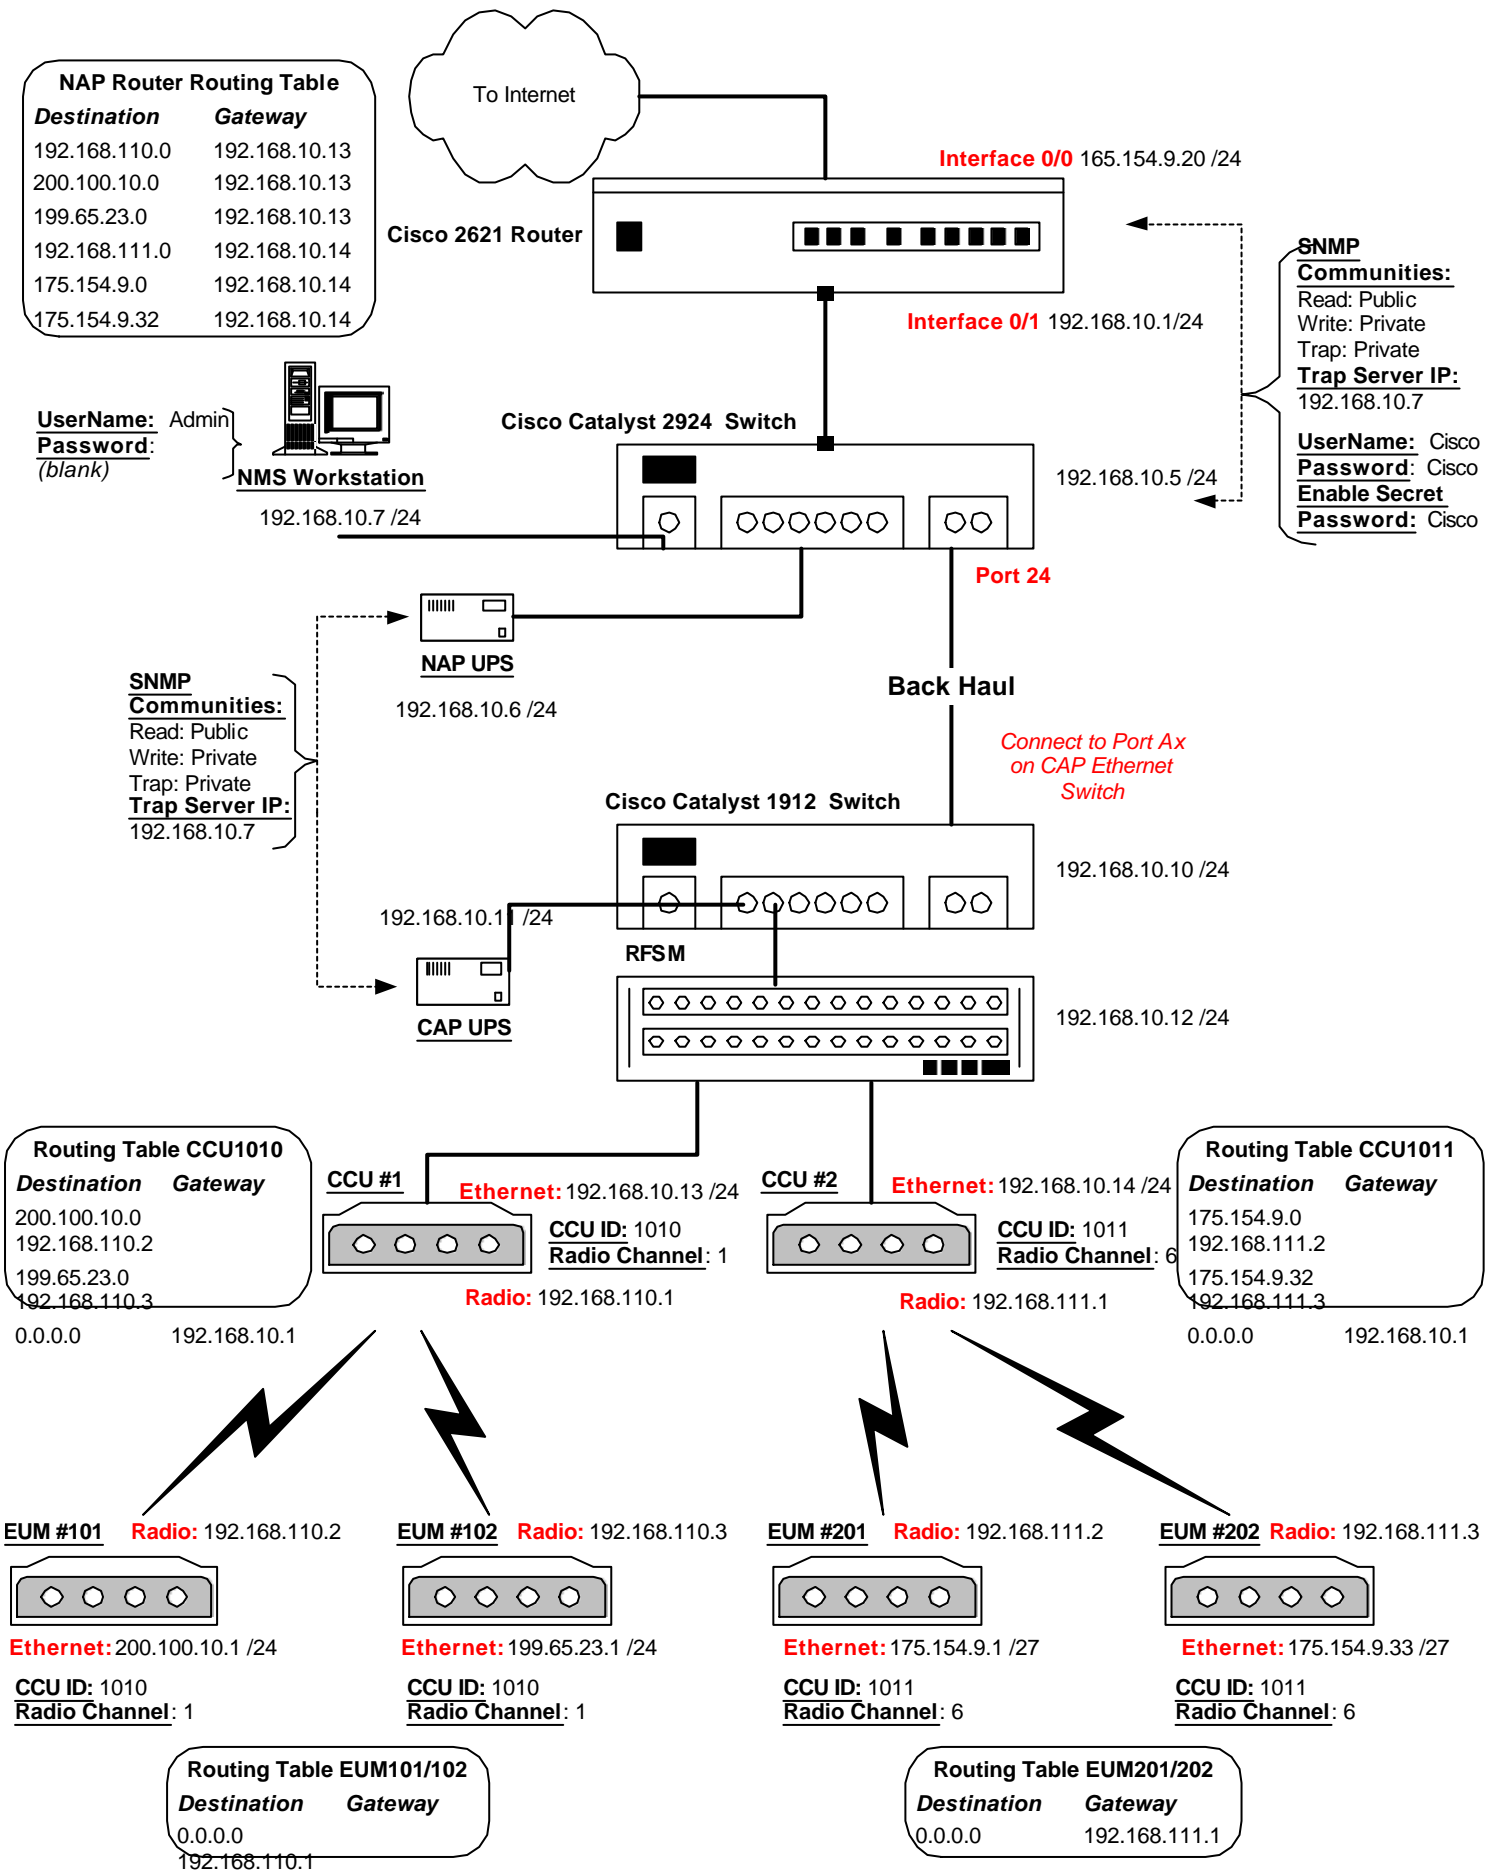 To Internet
NAP Router Routing Table
Destination Gateway
192.168.110.0 192.168.10.13
200.100.10.0 192.168.10.13
199.65.23.0 192.168.10.13
192.168.111.0 192.168.10.14
175.154.9.0 192.168.10.14
175.154.9.32 192.168.10.14
Interface 0/0 165.154.9.20 /24
Cisco 2621 Router
Interface 0/1 192.168.10.1/24
SNMP
Communities:
Read: Public
Write: Private
Trap: Private
Trap Server IP:
192.168.10.7
UserName: Cisco
Password: Cisco
Enable Secret
Password: Cisco
UserName: Admin
Password:
(blank)
NMS Workstation
192.168.10.7 /24
Cisco Catalyst 2924 Switch
192.168.10.5 /24
Port 24
NAP UPS
192.168.10.6 /24
SNMP
Communities:
Read: Public
Write: Private
Trap: Private
Trap Server IP:
192.168.10.7
Back Haul
Connect to Port Ax
on CAP Ethernet
Switch
Cisco Catalyst 1912 Switch
192.168.10.10 /24
192.168.10.11 /24
RFSM
CAP UPS
192.168.10.12 /24
Routing Table CCU1010
Destination Gateway
200.100.10.0
192.168.110.2
199.65.23.0
192.168.110.3
0.0.0.0 192.168.10.1
CCU #1
Ethernet: 192.168.10.13 /24
CCU ID: 1010
Radio Channel: 1
Radio: 192.168.110.1
CCU #2
Ethernet: 192.168.10.14 /24
CCU ID: 1011
Radio Channel: 6
Radio: 192.168.111.1
Routing Table CCU1011
Destination Gateway
175.154.9.0
192.168.111.2
175.154.9.32
192.168.111.3
0.0.0.0 192.168.10.1
EUM #101 Radio: 192.168.110.2
Ethernet: 200.100.10.1 /24
CCU ID: 1010
Radio Channel: 1
EUM #102 Radio: 192.168.110.3
Ethernet: 199.65.23.1 /24
CCU ID: 1010
Radio Channel: 1
EUM #201 Radio: 192.168.111.2
Ethernet: 175.154.9.1 /27
CCU ID: 1011
Radio Channel: 6
EUM #202 Radio: 192.168.111.3
Ethernet: 175.154.9.33 /27
CCU ID: 1011
Radio Channel: 6
Routing Table EUM101/102
Destination Gateway
0.0.0.0
192.168.110.1
Routing Table EUM201/202
Destination Gateway
0.0.0.0 192.168.111.1